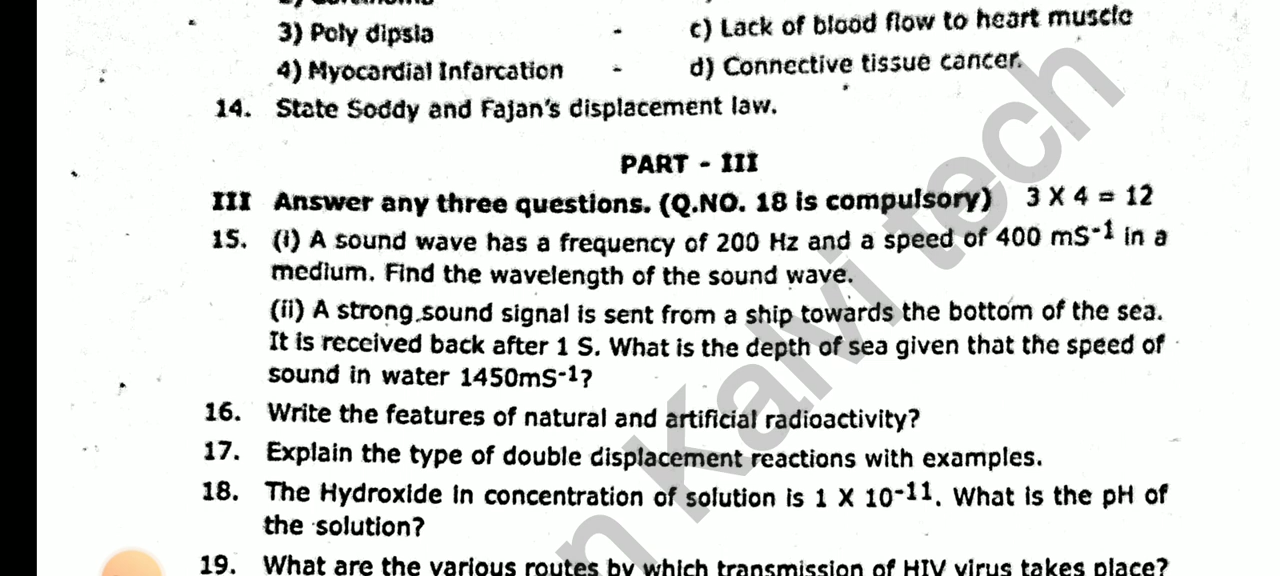 3) Poly dipsia - c) Lack of blood flow to heart muscle
4) Myocardial Infarcation - d) Connective tissue cancer.
14. State Soddy and Fajan's displacement law.
PART - III
III Answer any three questions. (Q.NO. 18 is compulsory) 3 X 4 = 12
15. (i) A sound wave has a frequency of 200 Hz and a speed of 400 mS-1 in a
medium. Find the wavelength of the sound wave.
(ii) A strong sound signal is sent from a ship towards the bottom of the sea.
It is received back after 1 S. What is the depth of sea given that the speed of
sound in water 1450mS-1?
16. Write the features of natural and artificial radioactivity?
17. Explain the type of double displacement reactions with examples.
18. The Hydroxide in concentration of solution is 1 X 10-11. What is the pH of
the solution?
19. What are the various routes by which transmission of HIV virus takes place?
n Kalvi tech